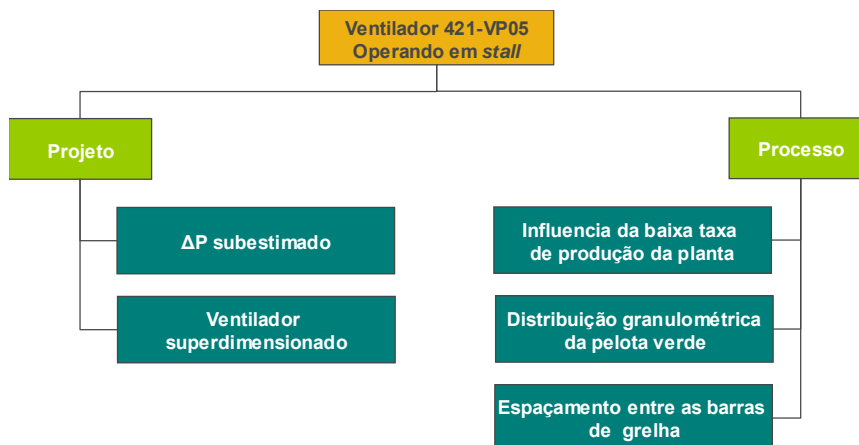 Ventilador 421-VP05
Operando em stall
Projeto
Processo
ΔP subestimado
Influencia da baixa taxa
de produção da planta
Ventilador
superdimensionado
Distribuição granulométrica
da pelota verde
Espaçamento entre as barras
de grelha